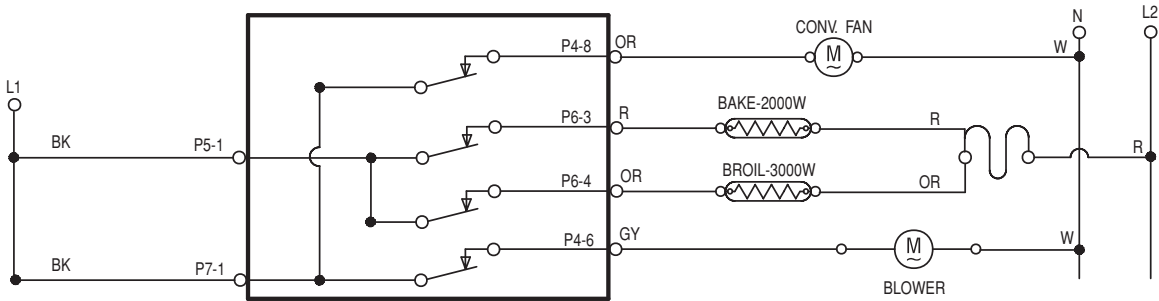 CONV. FAN
N
L2
P4-8
OR
M
~
W
L1
BAKE-2000W
BK
P5-1
P6-3
R
R
R
BROIL-3000W
P6-4
OR
OR
P4-6
GY
W
BK
P7-1
M
~
BLOWER